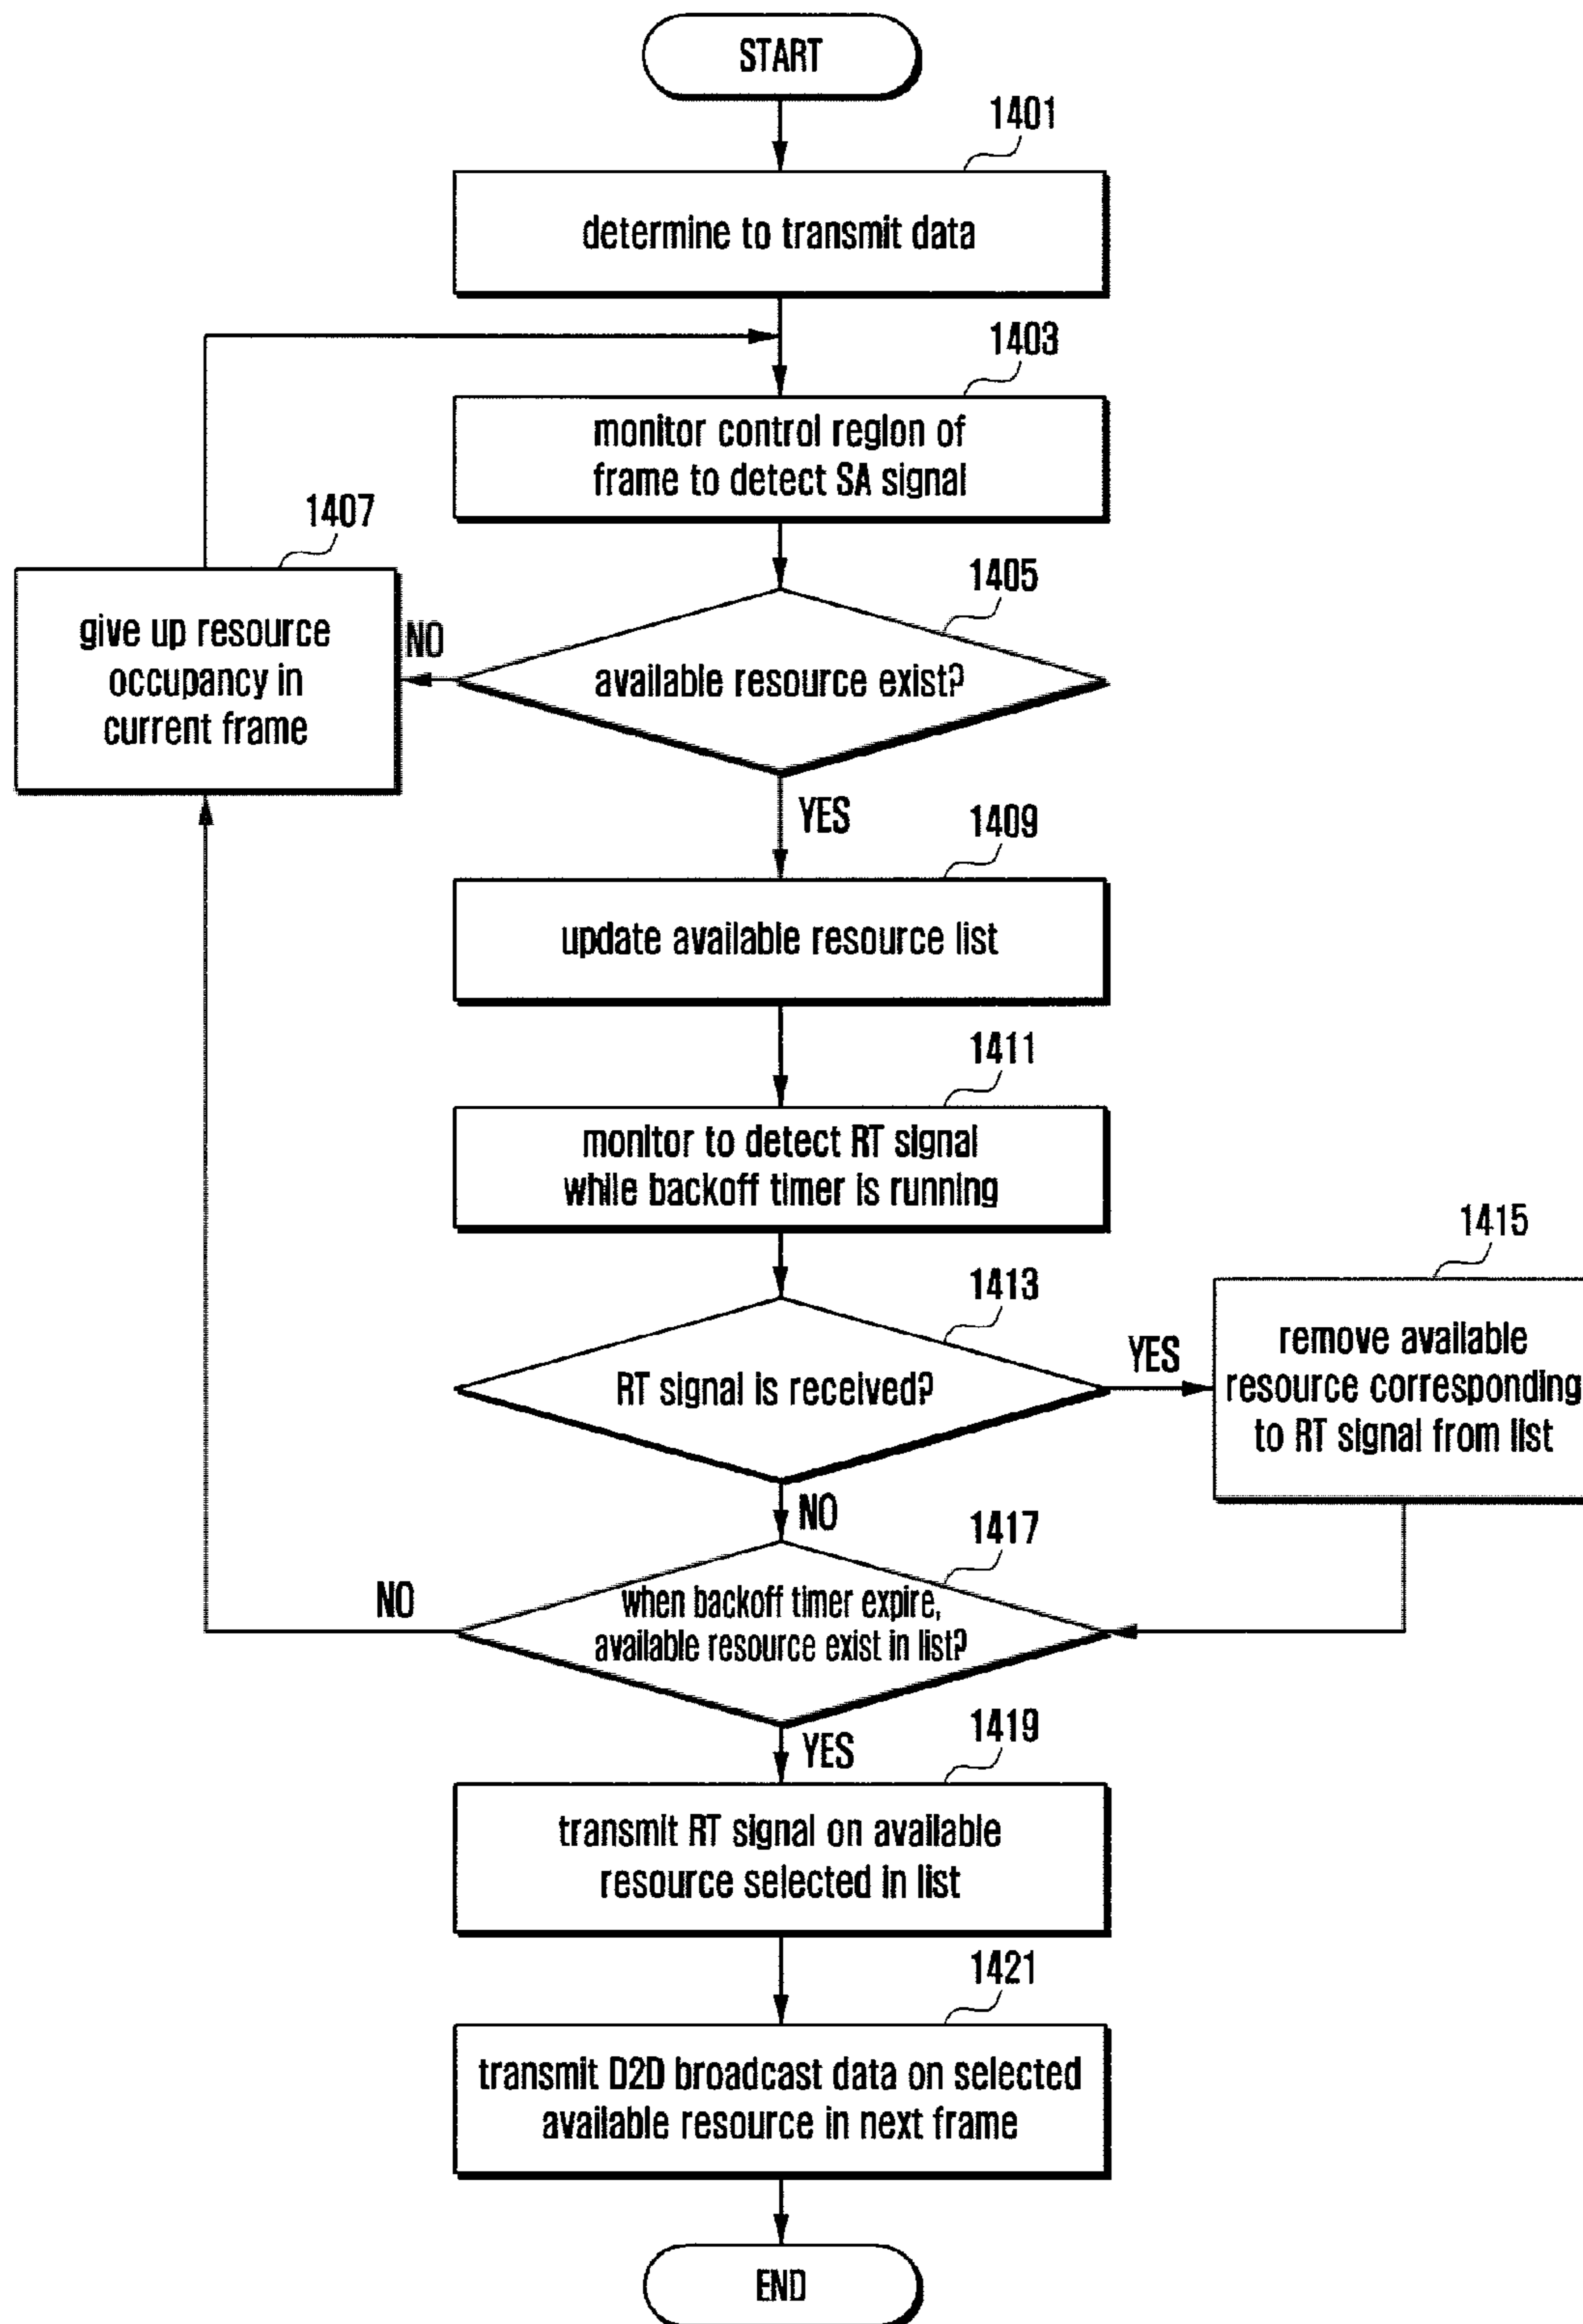 START
1401
determine to transmit data
1403
monitor control region of
frame to detect SA signal
1407
give up resource
occupancy in
current frame
NO
1405
available resource exist?
YES
1409
update available resource list
1411
monitor to detect RT signal
while backoff timer is running
1413
RT signal is received?
YES
1415
remove available
resource corresponding
to RT signal from list
NO
1417
when backoff timer expire,
available resource exist in list?
NO
YES
1419
transmit RT signal on available
resource selected in list
1421
transmit D2D broadcast data on selected
available resource in next frame
END